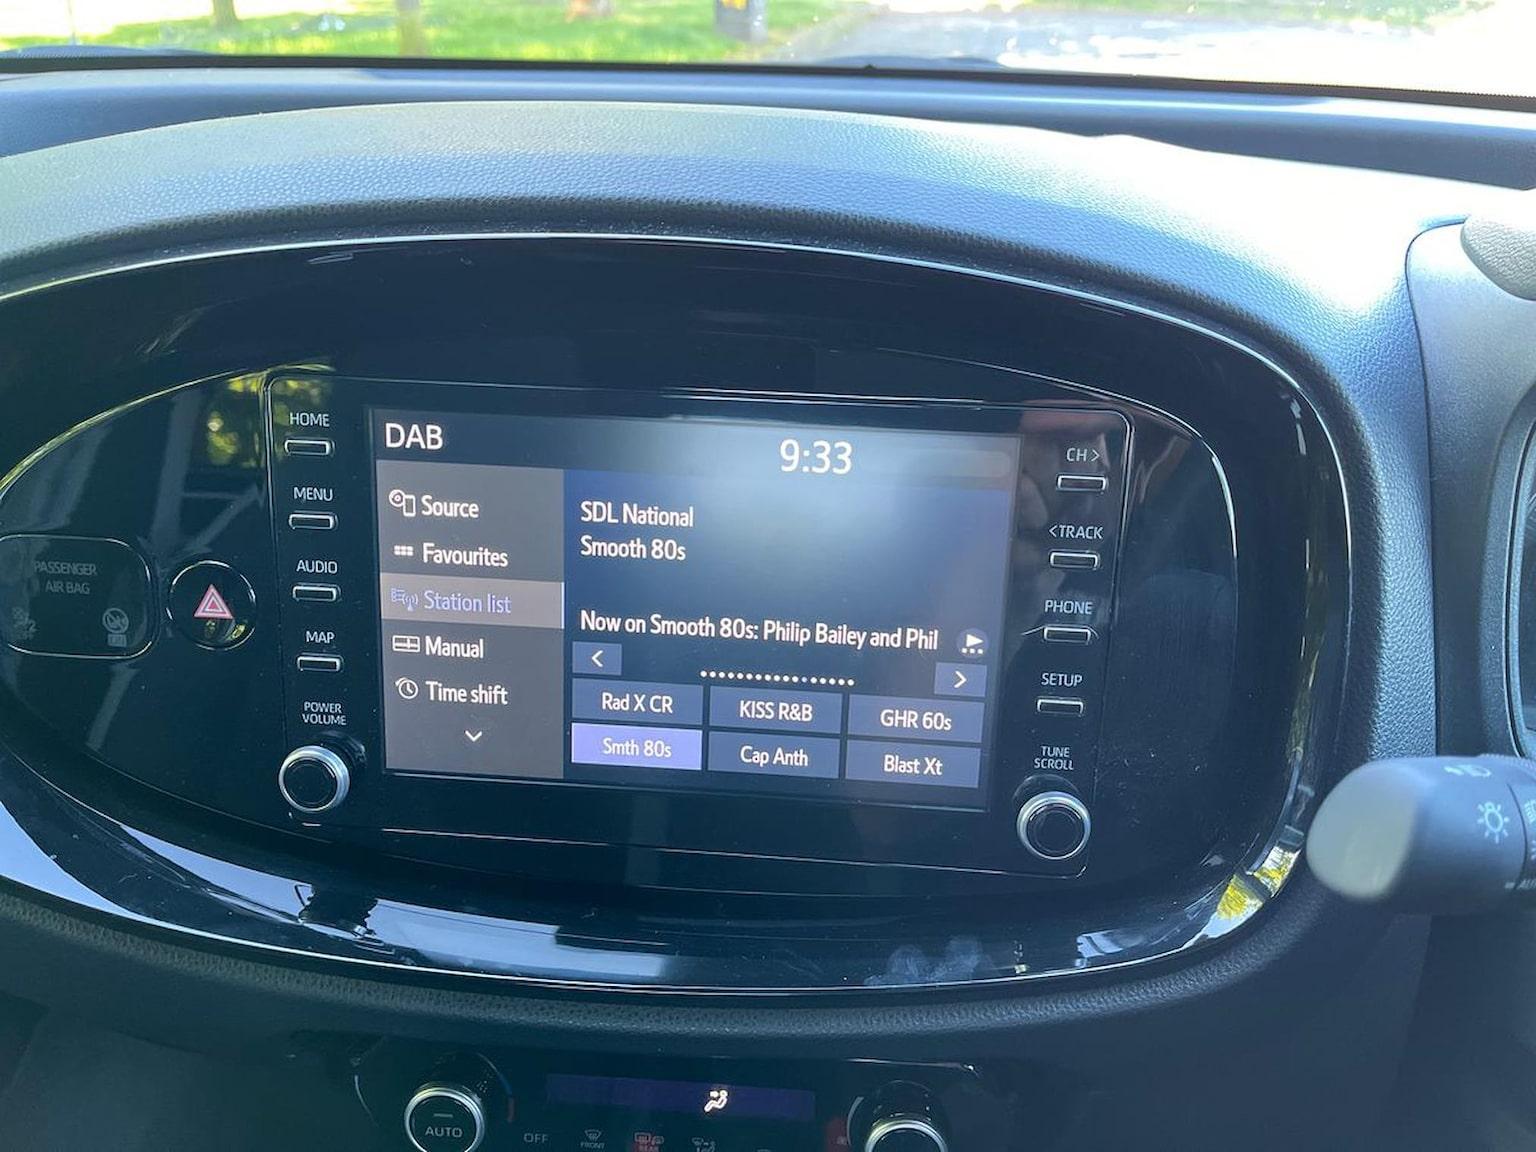 HOME
MENU
AUDIO
MAP
POWER
VOLUME
PASSENGER
AIR BAG
DAB
9:33
Source
Favourites
Station list
Manual
Time shift
SDL National
Smooth 80s
Now on Smooth 80s: Philip Bailey and Phil
<
>
Rad X CR
KISS R&B
GHR 60s
Smth 80s
Cap Anth
Blast Xt
CH >
< TRACK
PHONE
SETUP
TUNE
SCROLL
AUTO
OFF
FRONT
REAR